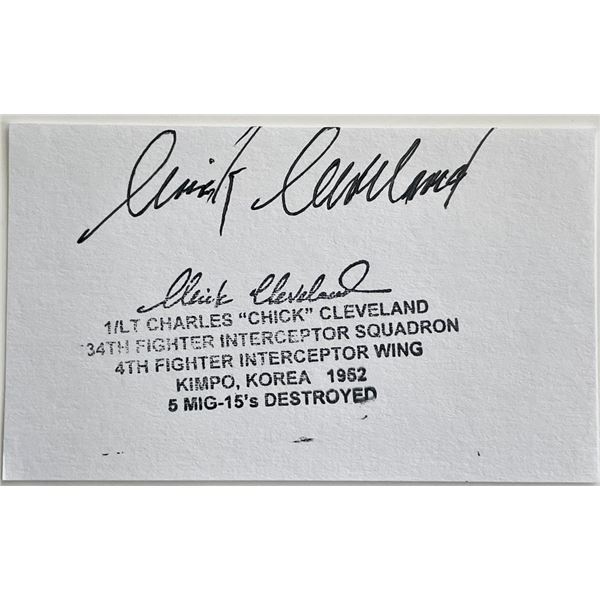 Chick Cleveland
Chick Cleveland
1/LT CHARLES "CHICK" CLEVELAND
34TH FIGHTER INTERCEPTOR SQUADRON
4TH FIGHTER INTERCEPTOR WING
KIMPO, KOREA 1952
5 MIG-15's DESTROYED